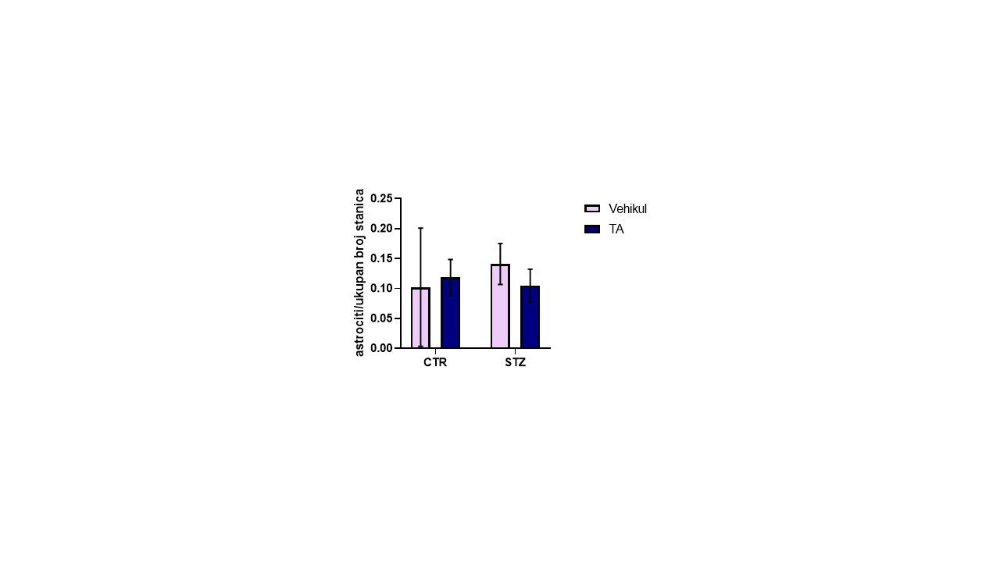 astrociti/ukupan broj stanica
0.25
0.20
0.15
0.10
0.05
0.00
CTR
STZ
Vehikul
TA